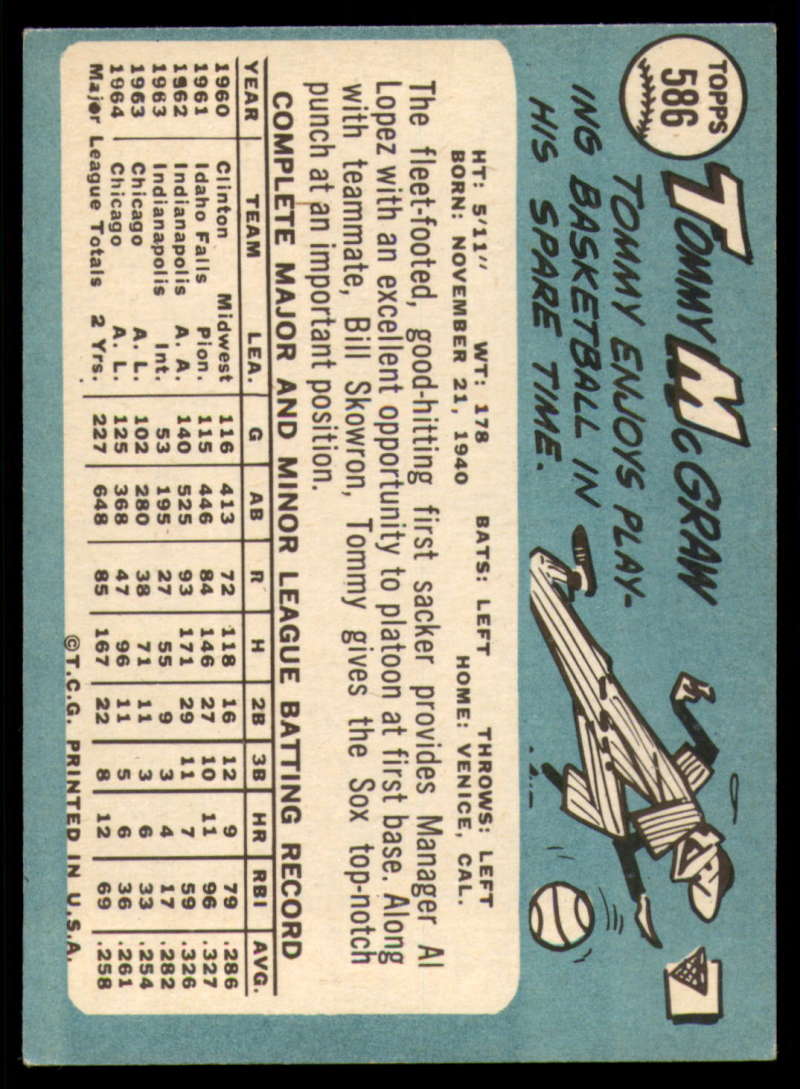 TOPPS
586
TOMMY McGRAW
TOMMY ENJOYS PLAY-
ING BASKETBALL IN
HIS SPARE TIME.
HT: 5'11" WT: 178 BATS: LEFT THROWS: LEFT
BORN: NOVEMBER 21, 1940 HOME: VENICE, CAL.
The fleet-footed, good-hitting first sacker provides Manager Al
Lopez with an excellent opportunity to platoon at first base. Along
with teammate, Bill Skowron, Tommy gives the Sox top-notch
punch at an important position.
COMPLETE MAJOR AND MINOR LEAGUE BATTING RECORD
YEAR TEAM LEA. G AB R H 2B 3B HR RBI AVG.
1960 Clinton Midwest 116 413 72 118 16 12 9 79 .286
1961 Idaho Falls Pion. 115 446 84 146 27 10 11 96 .327
1962 Indianapolis A. A. 140 525 93 171 29 11 7 59 .326
1963 Indianapolis Int. 53 195 27 55 9 3 4 17 .282
1963 Chicago A. L. 102 280 38 71 11 3 6 33 .254
1964 Chicago A. L. 125 368 47 96 11 5 6 36 .261
Major League Totals 2 Yrs. 227 648 85 167 22 8 12 69 .258
©T.C.G. PRINTED IN U.S.A.